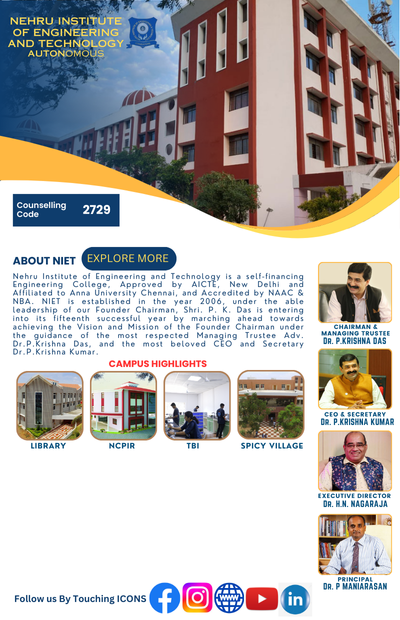 NEHRU INSTITUTE
OF ENGINEERING
AND TECHNOLOGY
AUTONOMOUS
Counselling
Code
2729
ABOUT NIET
EXPLORE MORE
Nehru Institute of Engineering and Technology is a self-financing
Engineering College, Approved by AICTE, New Delhi and
Affiliated to Anna University Chennai, and Accredited by NAAC &
NBA. NIET is established in the year 2006, under the able
leadership of our Founder Chairman, Shri. P. K. Das is entering
into its fifteenth successful year by marching ahead towards
achieving the Vision and Mission of the Founder Chairman under
the guidance of the most respected Managing Trustee Adv.
Dr.P.Krishna Das, and the most beloved CEO and Secretary
Dr.P.Krishna Kumar.
CAMPUS HIGHLIGHTS
LIBRARY
NCPIR
TBI
SPICY VILLAGE
CHAIRMAN &
MANAGING TRUSTEE
DR. P.KRISHNA DAS
CEO & SECRETARY
DR. P.KRISHNA KUMAR
EXECUTIVE DIRECTOR
DR. H.N. NAGARAJA
PRINCIPAL
DR. P MANIARASAN
Follow us By Touching ICONS
WWW
in